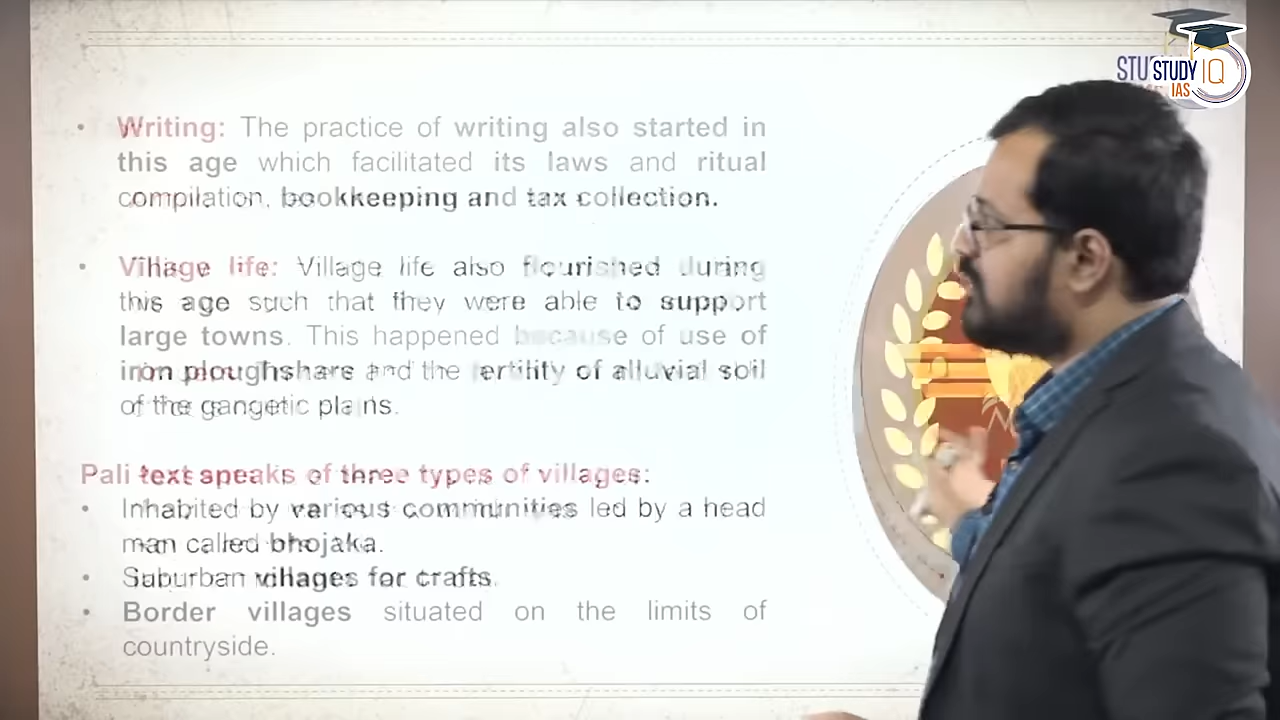 STUDY IQ
IAS
Writing: The practice of writing also started in
this age which facilitated its laws and ritual
compilation, bookkeeping and tax collection.
Village life: Village life also flourished during
this age such that they were able to support
large towns. This happened because of use of
iron ploughshare and the fertility of alluvial soil
of the gangetic plains.
Pali text speaks of three types of villages:
Inhabited by various communities led by a head
man called bhojaka.
Suburban villages for crafts.
Border villages situated on the limits of
countryside.